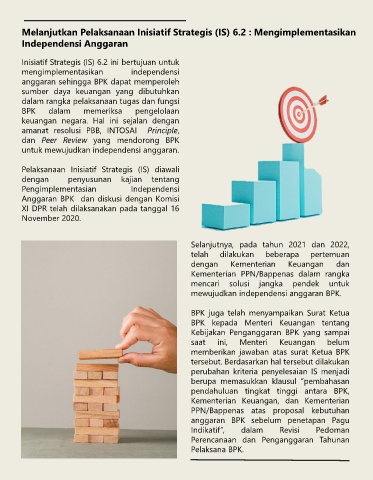 Melanjutkan Pelaksanaan Inisiatif Strategis (IS) 6.2 : Mengimplementasikan
Independensi Anggaran
Inisiatif Strategis (IS) 6.2 ini bertujuan untuk
mengimplementasikan independensi
anggaran sehingga BPK dapat memperoleh
sumber daya keuangan yang dibutuhkan
dalam rangka pelaksanaan tugas dan fungsi
BPK dalam memeriksa pengelolaan
keuangan negara. Hal ini sejalan dengan
amanat resolusi PBB, INTOSAI Principle,
dan Peer Review yang mendorong BPK
untuk mewujudkan independensi anggaran.
Pelaksanaan Inisiatif Strategis (IS) diawali
dengan penyusunan kajian tentang
Pengimplementasian Independensi
Anggaran BPK dan diskusi dengan Komisi
XI DPR telah dilaksanakan pada tanggal 16
November 2020.
Selanjutnya, pada tahun 2021 dan 2022,
telah dilakukan beberapa pertemuan
dengan Kementerian Keuangan dan
Kementerian PPN/Bappenas dalam rangka
mencari solusi jangka pendek untuk
mewujudkan independensi anggaran BPK.
BPK juga telah menyampaikan Surat Ketua
BPK kepada Menteri Keuangan tentang
Kebijakan Penganggaran BPK yang sampai
saat ini, Menteri Keuangan belum
memberikan jawaban atas surat Ketua BPK
tersebut. Berdasarkan hal tersebut dilakukan
perubahan kriteria penyelesaian IS menjadi
berupa memasukkan klausul "pembahasan
pendahuluan tingkat tinggi antara BPK,
Kementerian Keuangan, dan Kementerian
PPN/Bappenas atas proposal kebutuhan
anggaran BPK sebelum penetapan Pagu
Indikatif", dalam Revisi Pedoman
Perencanaan dan Penganggaran Tahunan
Pelaksana BPK.